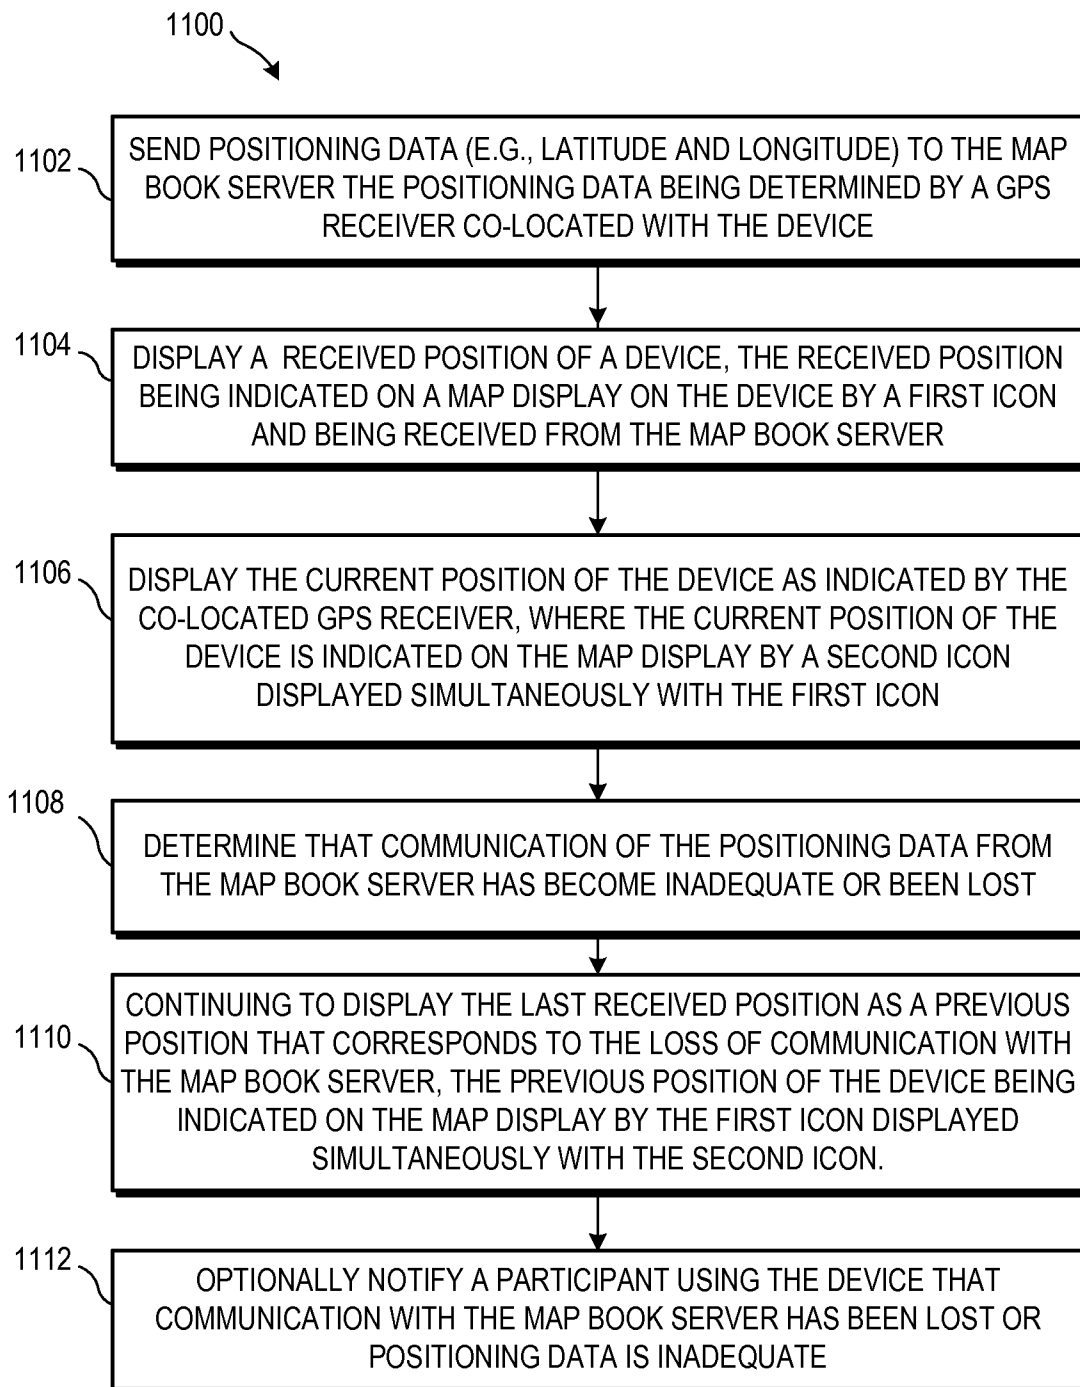 1100
1102
SEND POSITIONING DATA (E.G., LATITUDE AND LONGITUDE) TO THE MAP
BOOK SERVER THE POSITIONING DATA BEING DETERMINED BY A GPS
RECEIVER CO-LOCATED WITH THE DEVICE
1104
DISPLAY A RECEIVED POSITION OF A DEVICE, THE RECEIVED POSITION
BEING INDICATED ON A MAP DISPLAY ON THE DEVICE BY A FIRST ICON
AND BEING RECEIVED FROM THE MAP BOOK SERVER
1106
DISPLAY THE CURRENT POSITION OF THE DEVICE AS INDICATED BY THE
CO-LOCATED GPS RECEIVER, WHERE THE CURRENT POSITION OF THE
DEVICE IS INDICATED ON THE MAP DISPLAY BY A SECOND ICON
DISPLAYED SIMULTANEOUSLY WITH THE FIRST ICON
1108
DETERMINE THAT COMMUNICATION OF THE POSITIONING DATA FROM
THE MAP BOOK SERVER HAS BECOME INADEQUATE OR BEEN LOST
1110
CONTINUING TO DISPLAY THE LAST RECEIVED POSITION AS A PREVIOUS
POSITION THAT CORRESPONDS TO THE LOSS OF COMMUNICATION WITH
THE MAP BOOK SERVER, THE PREVIOUS POSITION OF THE DEVICE BEING
INDICATED ON THE MAP DISPLAY BY THE FIRST ICON DISPLAYED
SIMULTANEOUSLY WITH THE SECOND ICON.
1112
OPTIONALLY NOTIFY A PARTICIPANT USING THE DEVICE THAT
COMMUNICATION WITH THE MAP BOOK SERVER HAS BEEN LOST OR
POSITIONING DATA IS INADEQUATE